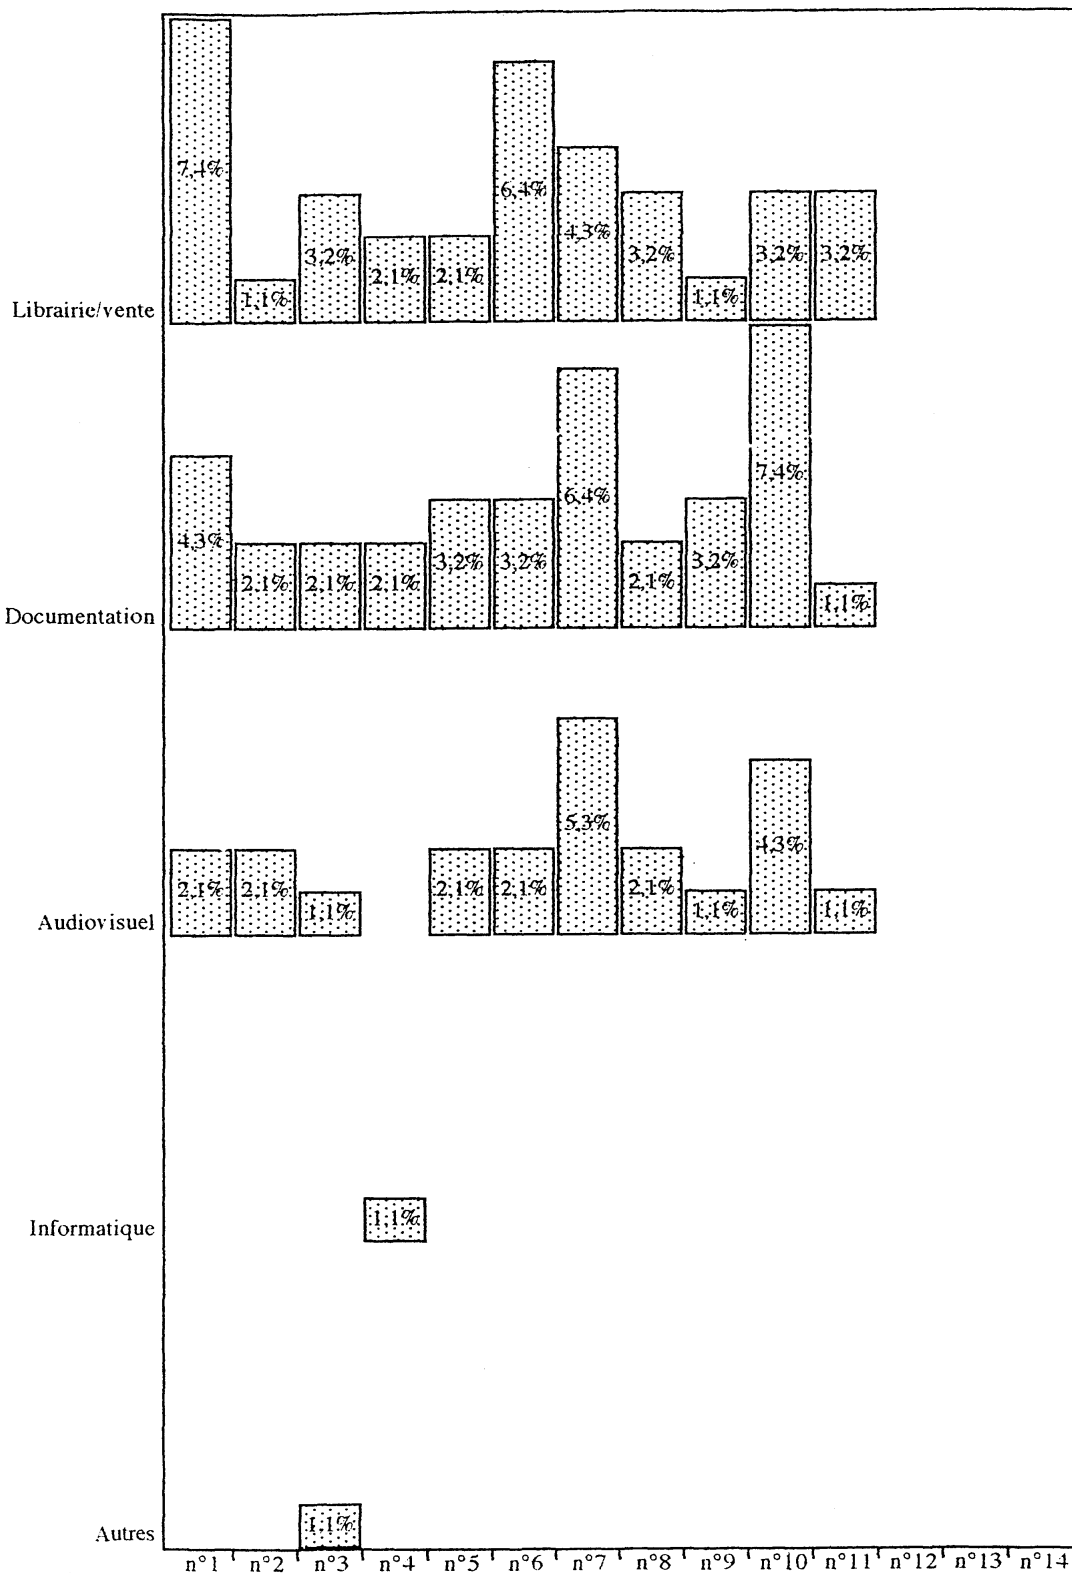 7,4%
6,4%
4,3%
3,2% 3,2% 3,2% 3,2%
2,1% 2,1%
1,1% 1,1%
Librairie/vente
7,4%
6,4%
4,3%
3,2% 3,2% 3,2%
2,1% 2,1% 2,1% 2,1%
1,1%
Documentation
5,3%
4,3%
2,1% 2,1% 2,1% 2,1% 2,1%
1,1% 1,1% 1,1%
Audiovisuel
1,1%
Informatique
1,1%
Autres
n°1 n°2 n°3 n°4 n°5 n°6 n°7 n°8 n°9 n°10 n°11 n°12 n°13 n°14